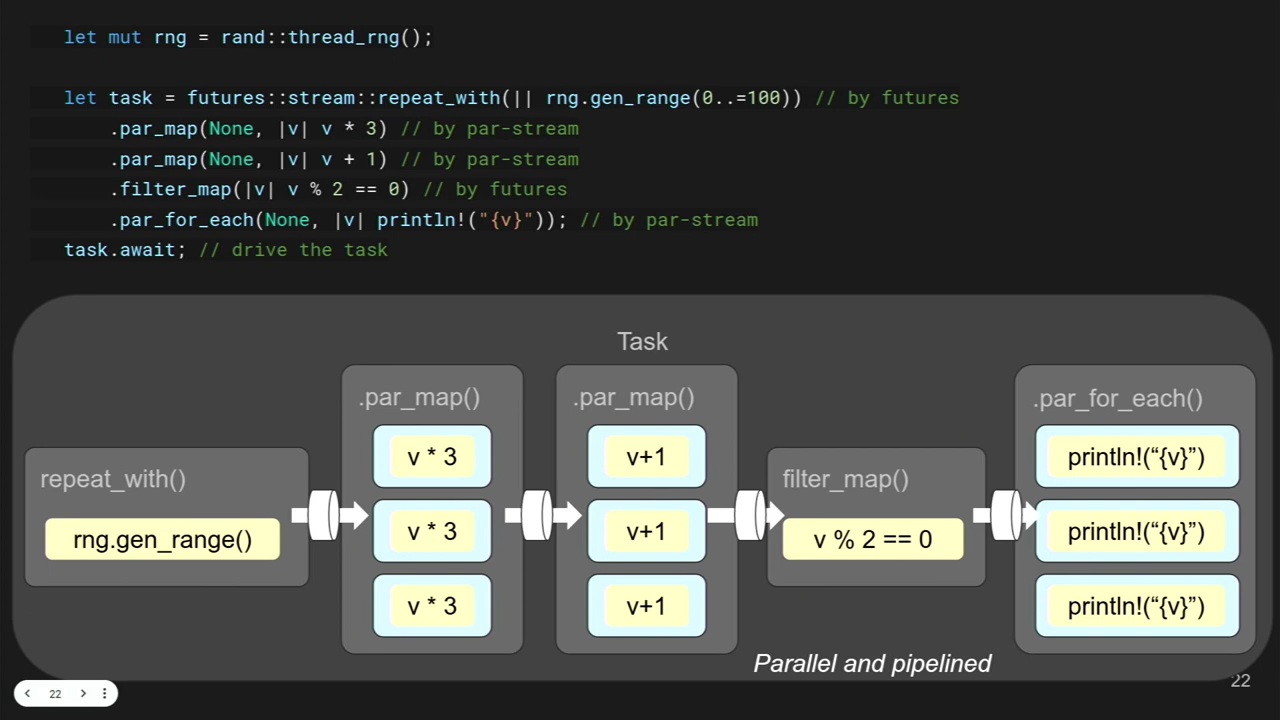 let mut rng = rand::thread_rng();
let task = futures::stream::repeat_with(|| rng.gen_range(0..=100)) // by futures
.par_map(None, |v| v * 3) // by par-stream
.par_map(None, |v| v + 1) // by par-stream
.filter_map(|v| v % 2 == 0) // by futures
.par_for_each(None, |v| println!("{v}")); // by par-stream
task.await; // drive the task
Task
repeat_with()
rng.gen_range()
.par_map()
v * 3
v * 3
v * 3
.par_map()
v+1
v+1
v+1
filter_map()
v % 2 == 0
.par_for_each()
println!(“{v}”)
println!(“{v}”)
println!(“{v}”)
Parallel and pipelined
22
22